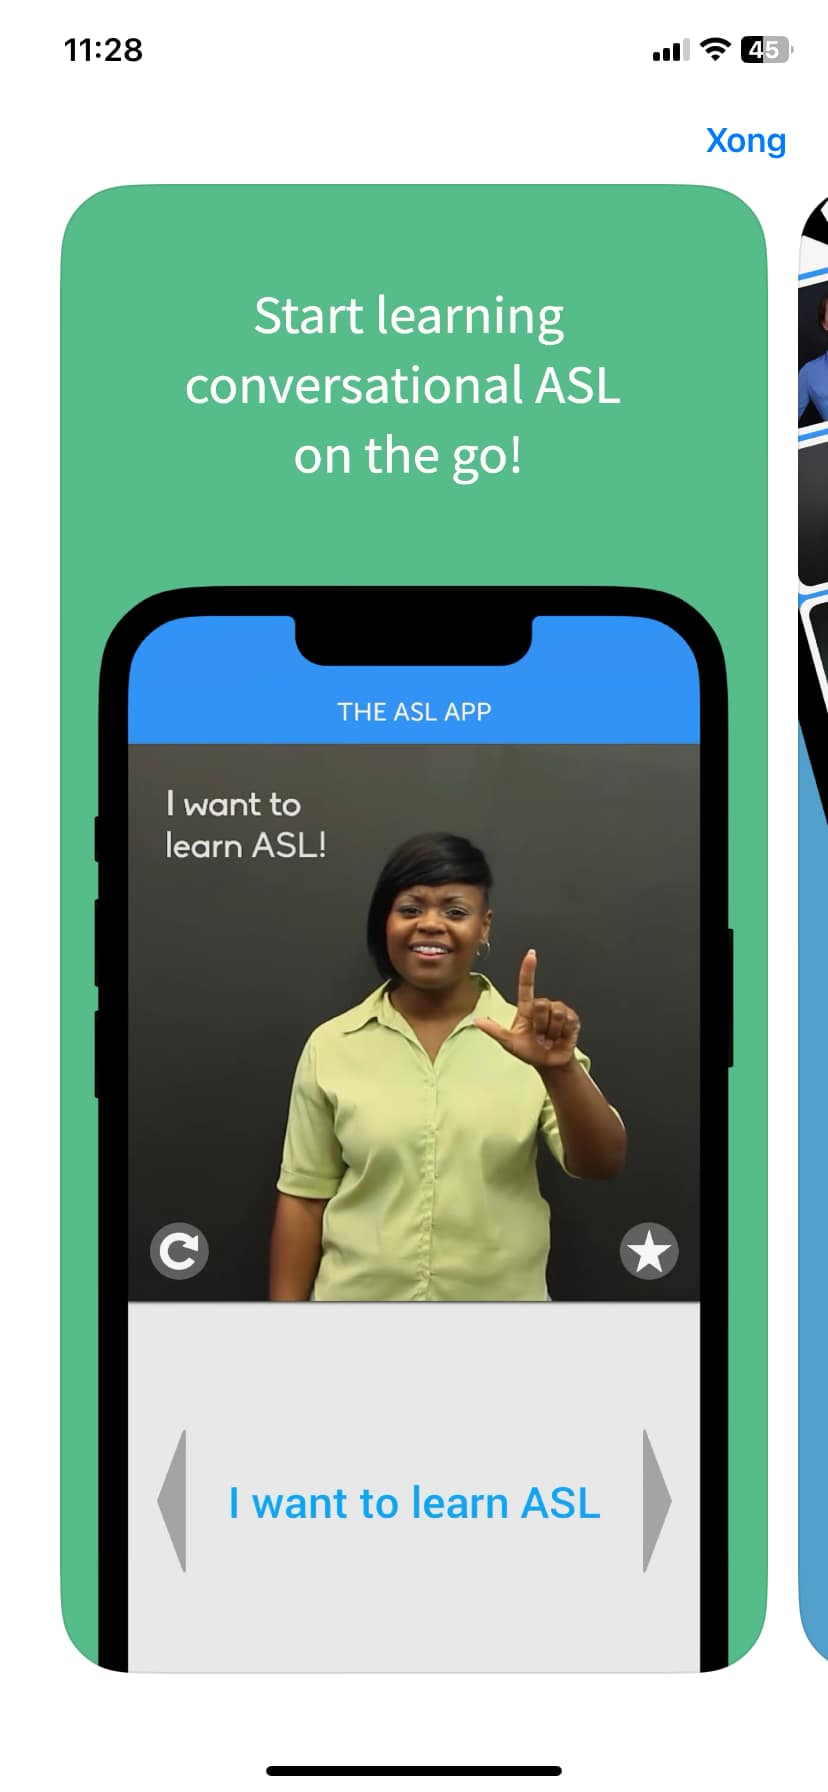 11:28
45
Xong
Start learning
conversational ASL
on the go!
THE ASL APP
I want to
learn ASL!
I want to learn ASL